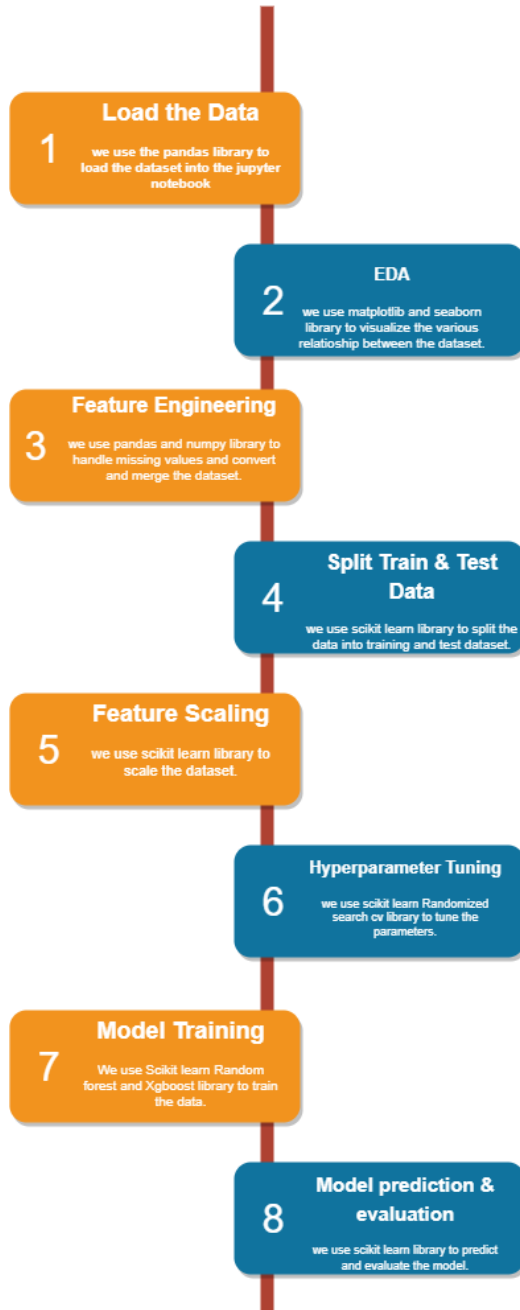 Load the Data
1
we use the pandas library to
load the dataset into the jupyter
notebook
EDA
2
we use matplotlib and seaborn
library to visualize the various
relatioship between the dataset.
Feature Engineering
3
we use pandas and numpy library to
handle missing values and convert
and merge the dataset.
Split Train & Test
Data
4
we use scikit learn library to split the
data into training and test dataset.
Feature Scaling
5
we use scikit learn library to
scale the dataset.
Hyperparameter Tuning
6
we use scikit learn Randomized
search cv library to tune the
parameters.
Model Training
7
We use Scikit learn Random
forest and Xgboost library to train
the data.
Model prediction &
evaluation
8
we use scikit learn library to predict
and evaluate the model.